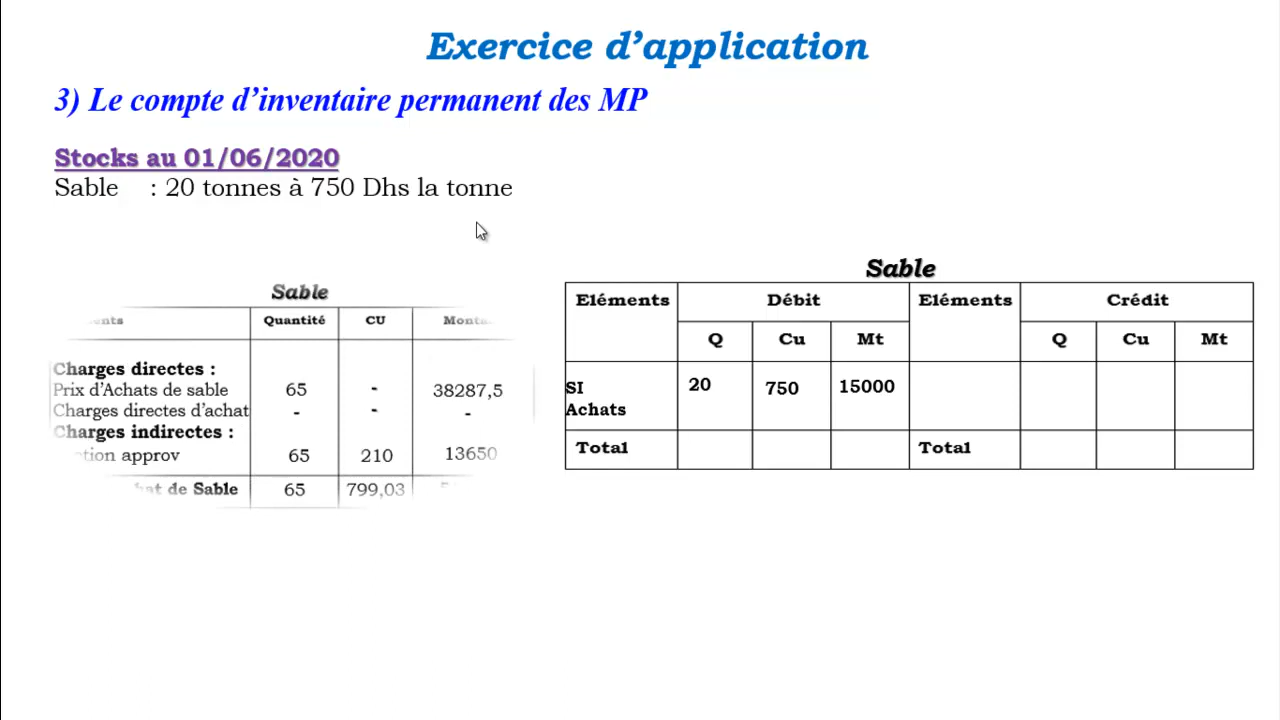 Exercice d’application
3) Le compte d’inventaire permanent des MP
Stocks au 01/06/2020
Sable : 20 tonnes à 750 Dhs la tonne
Sable
Quantité CU
Charges directes :
Prix d’Achats de sable 65 - 38287,5
Charges directes d’achat - - -
Charges indirectes :
approv 65 210 13650
de Sable 65 799,03
Sable
Eléments Débit Eléments Crédit
Q Cu Mt Q Cu Mt
SI 20 750 15000
Achats
Total Total